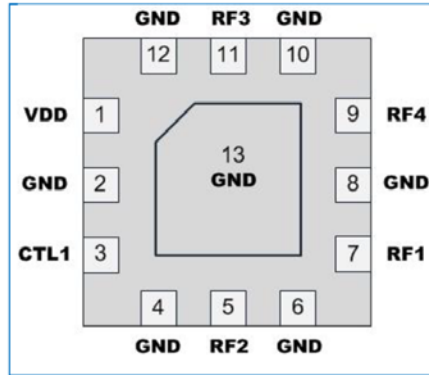 GND RF3 GND
12 11 10
VDD 1 9 RF4
13
GND 2 GND 8 GND
CTL1 3 7 RF1
4 5 6
GND RF2 GND